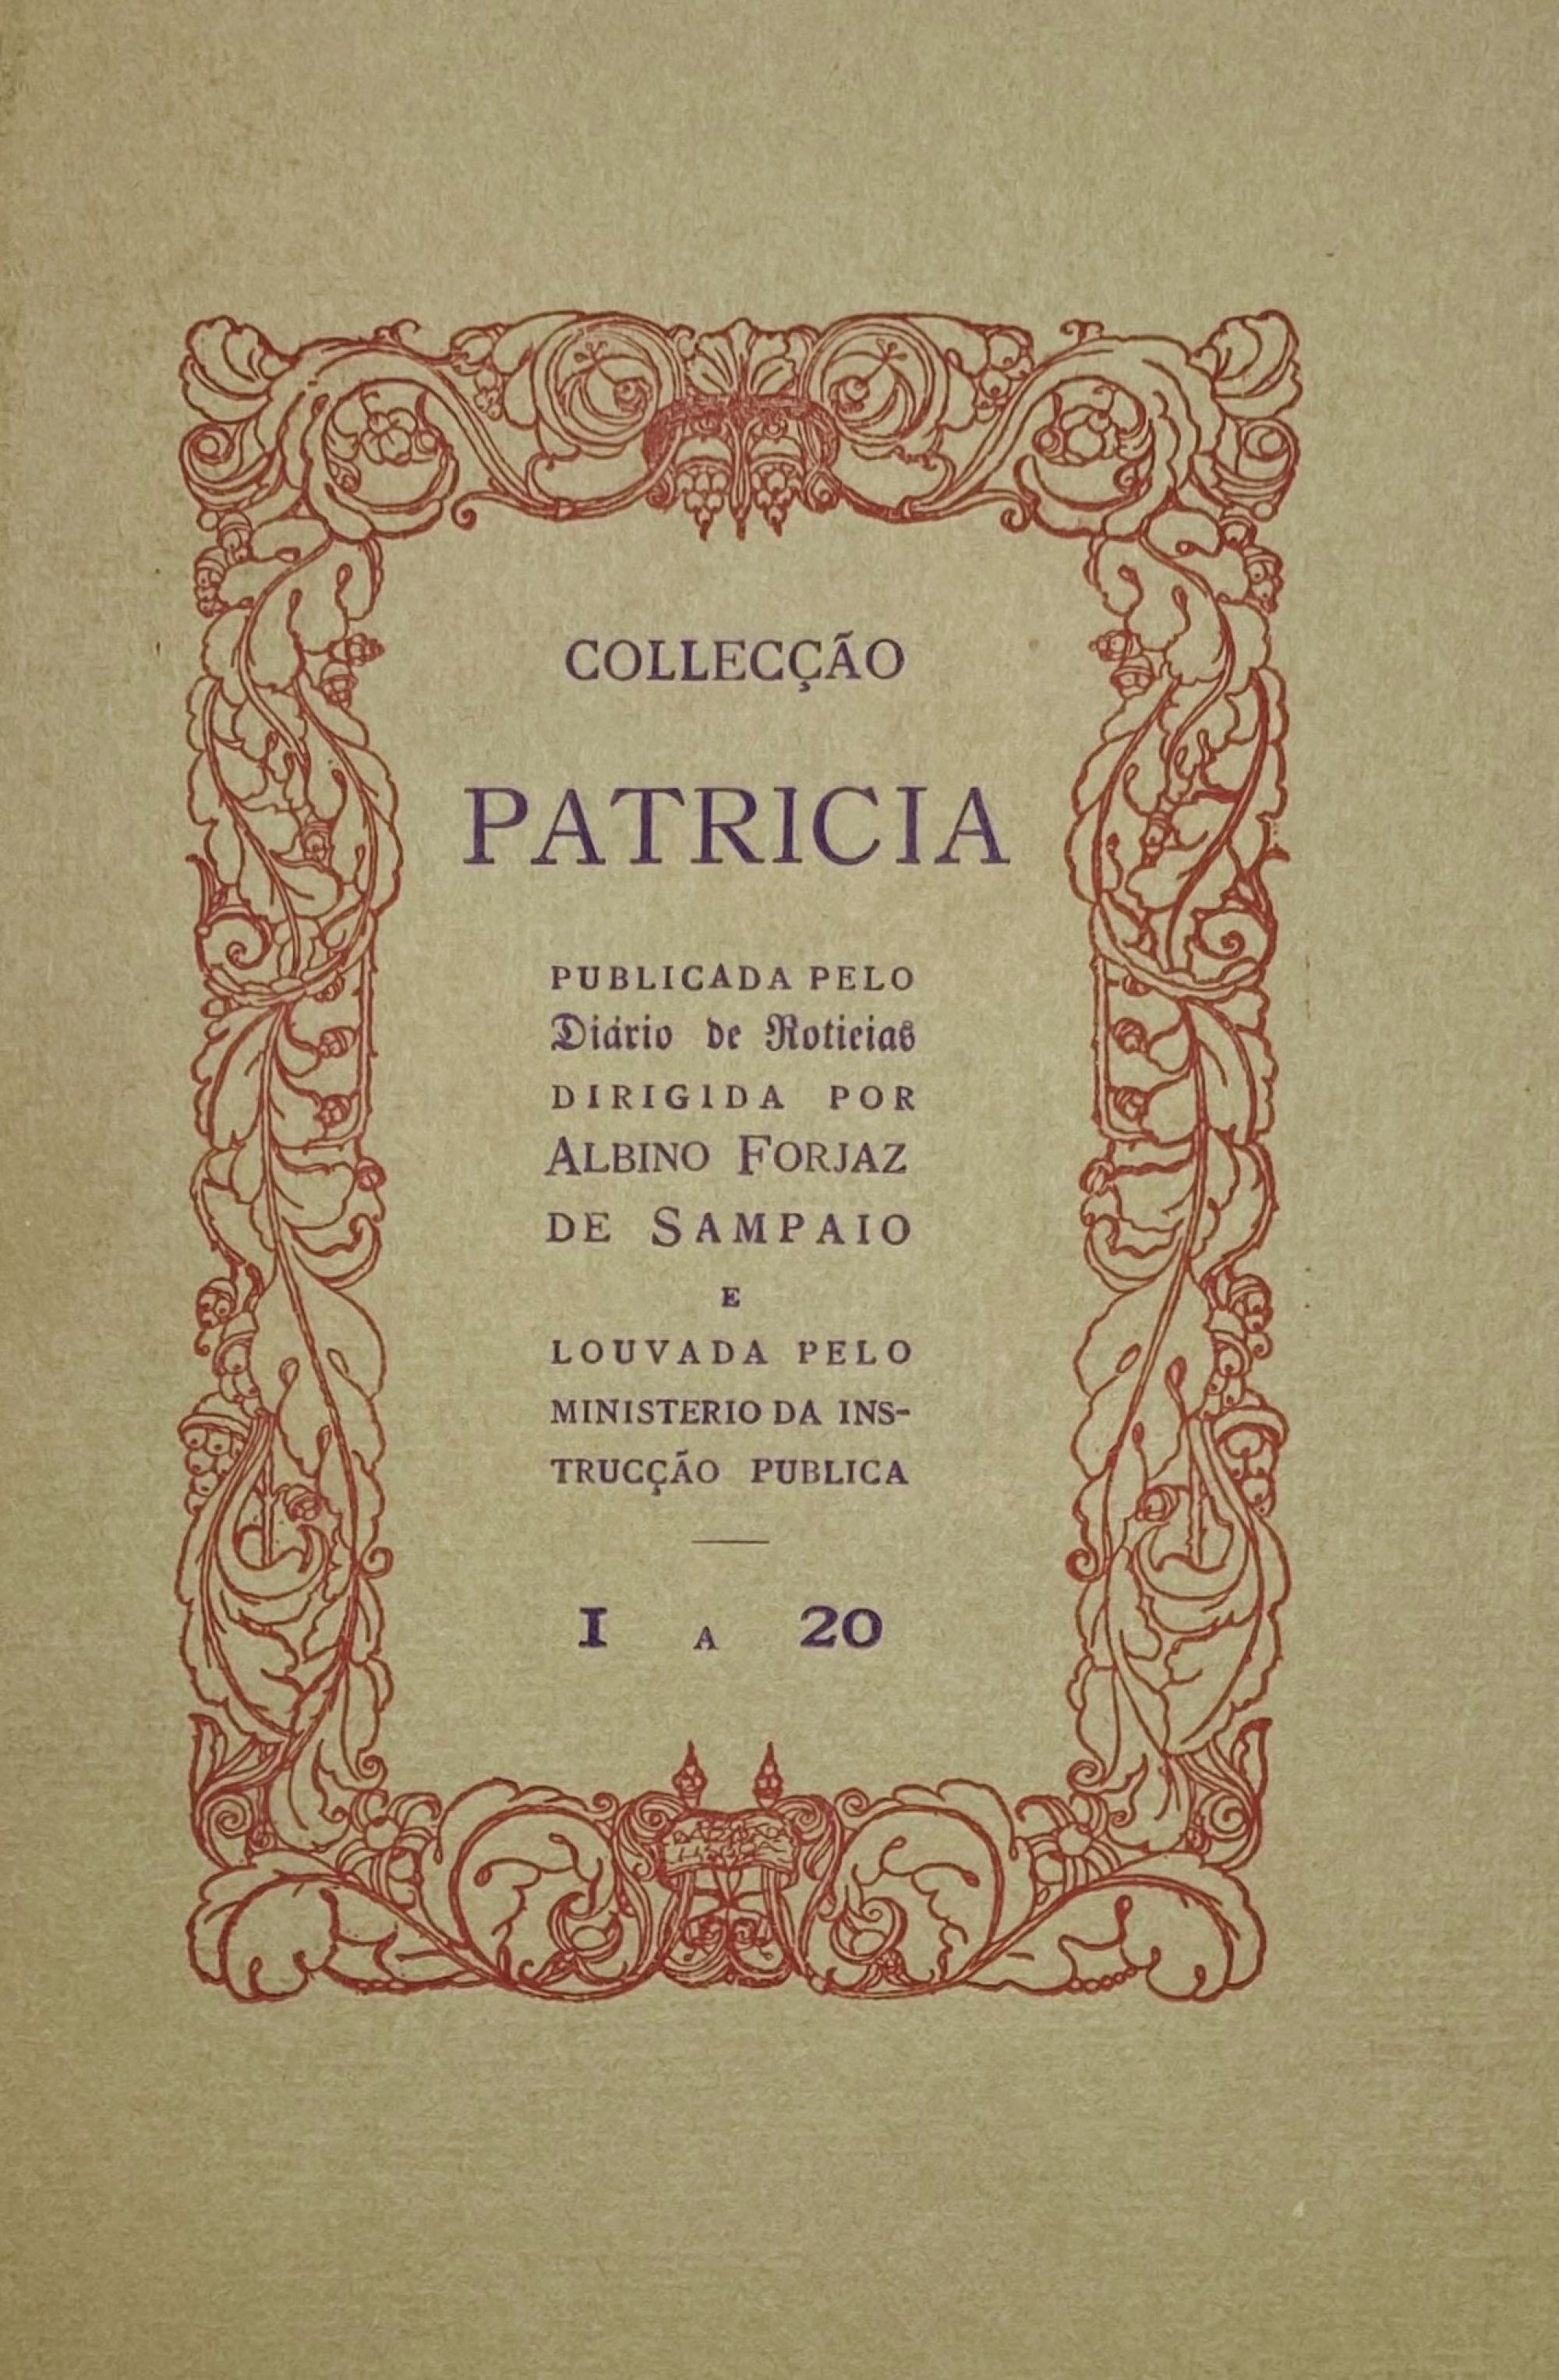 COLLECÇÃO
PATRICIA
PUBLICADA PELO
Diário de Noticias
DIRIGIDA POR
ALBINO FORJAZ
DE SAMPAIO
E
LOUVADA PELO
MINISTERIO DA INS-
TRUCÇÃO PUBLICA
I A 20